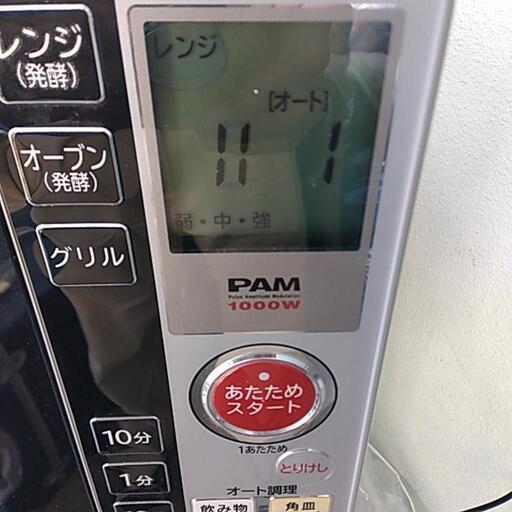 レンジ
(発酵)
オーブン
(発酵)
グリル
レンジ
[オート]
11 1
弱・中・強
PAM
Pulse Amplitude Modulation
1000W
あたため
スタート
1あたため
とりけし
10分
1分
オート調理
飲み物
角皿